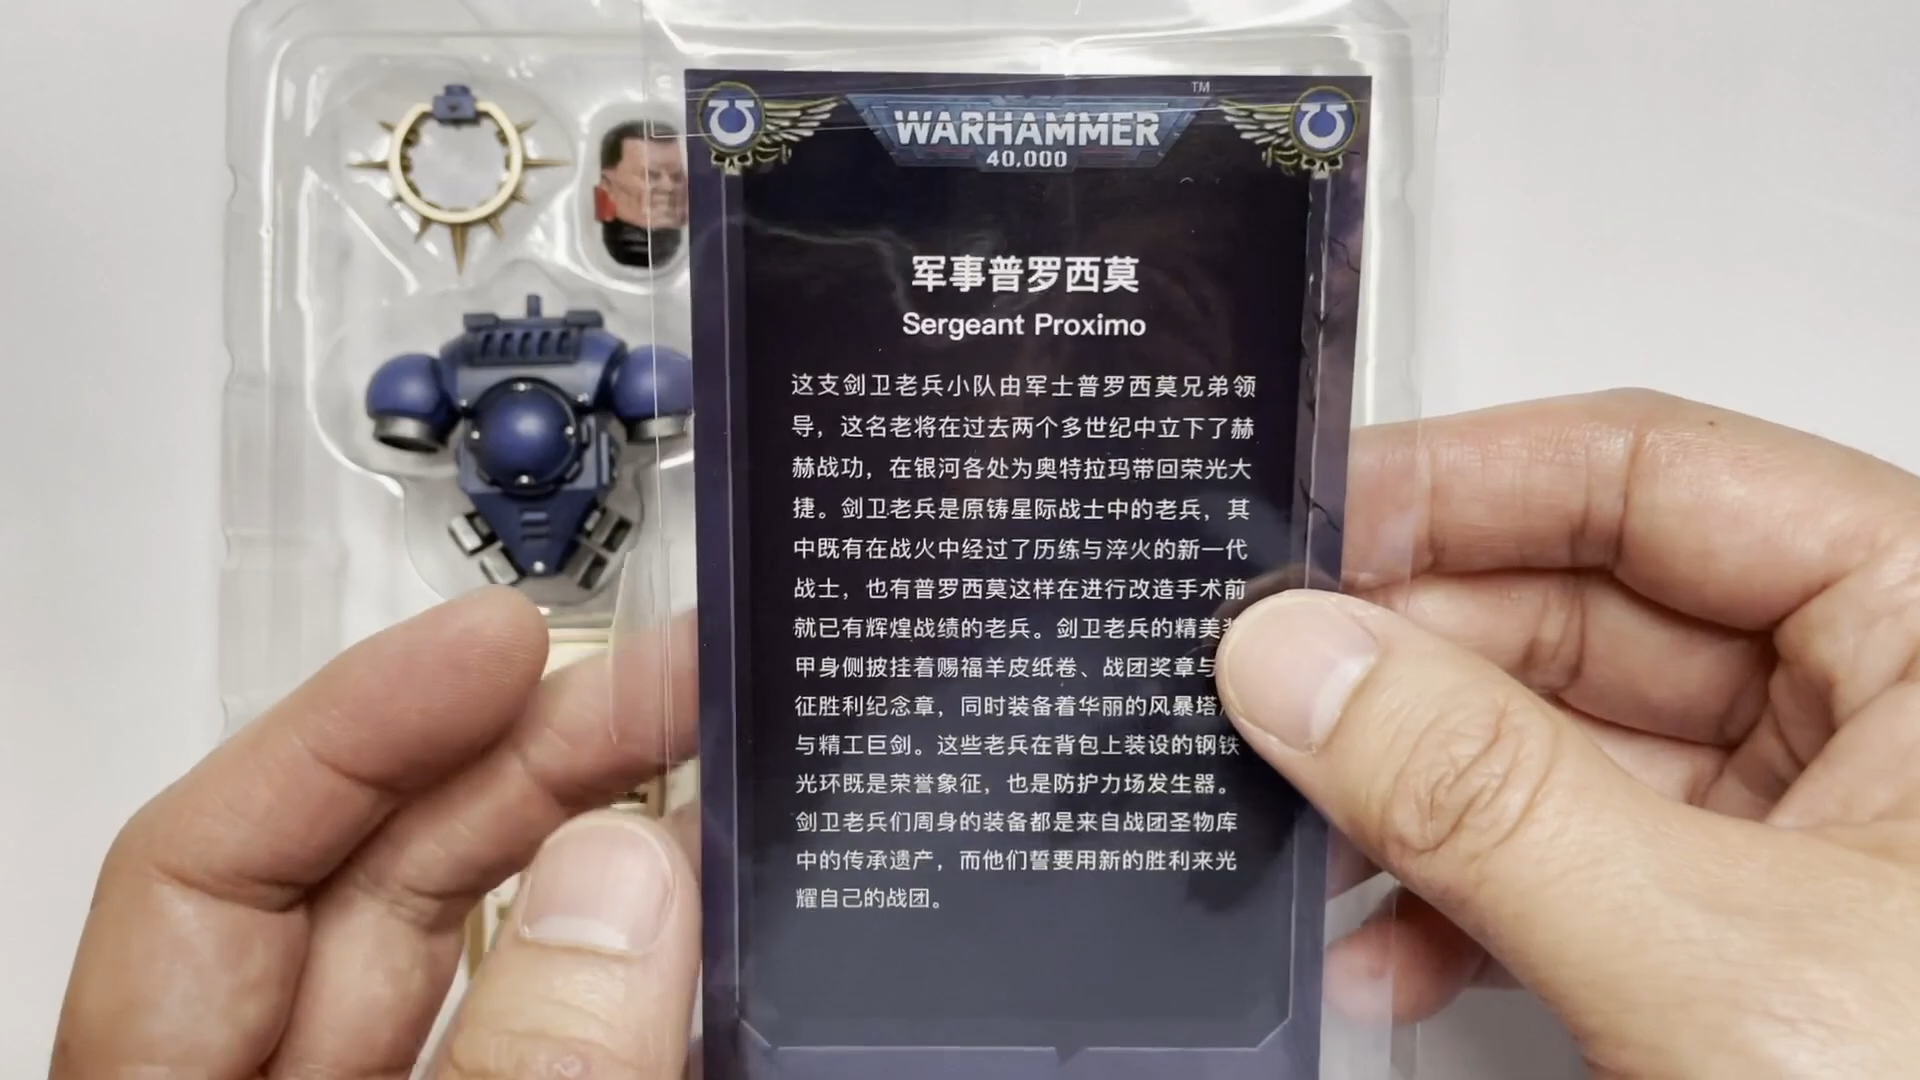 WARHAMMER
TM
40,000
军事普罗西莫
Sergeant Proximo
这支剑卫老兵小队由军士普罗西莫兄弟领
导，这名老将在过去两个多世纪中立下了赫
赫战功，在银河各处为奥特拉玛带回荣光大
捷。剑卫老兵是原铸星际战士中的老兵，其
中既有在战火中经过了历练与淬火的新一代
战士，也有普罗西莫这样在进行改造手术前
就已有辉煌战绩的老兵。剑卫老兵的精美
甲身侧披挂着赐福羊皮纸卷、战团奖章与
征胜利纪念章，同时装备着华丽的风暴塔
与精工巨剑。这些老兵在背包上装设的钢铁
光环既是荣誉象征，也是防护力场发生器。
剑卫老兵们周身的装备都是来自战团圣物库
中的传承遗产，而他们誓要用新的胜利来光
耀自己的战团。